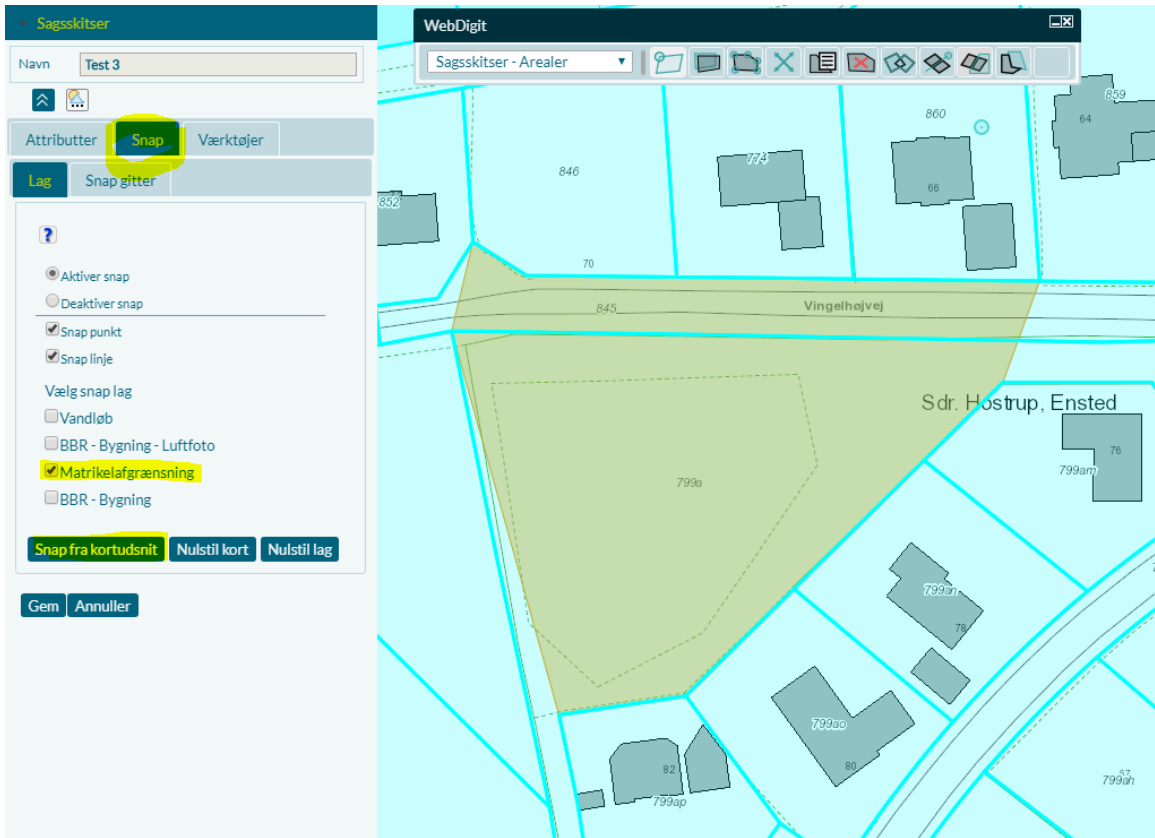 Sagsskitser
Navn Test 3
Attributter Snap Værktøjer
Lag Snap gitter
?
Aktiver snap
Deaktiver snap
Snap punkt
Snap linje
Vælg snap lag
Vandløb
BBR - Bygning - Luftfoto
Matrikelafgrænsning
BBR - Bygning
Snap fra kortudsnit Nulstil kort Nulstil lag
Gem Annuller
WebDigit
Sagsskitser - Arealer
859
860
64
774
846
66
852
70
845
Vingelhøjvej
Sdr. Hostrup, Ensted
76
799am
799a
799an
78
799ao
80
82
799ap
57
799ah